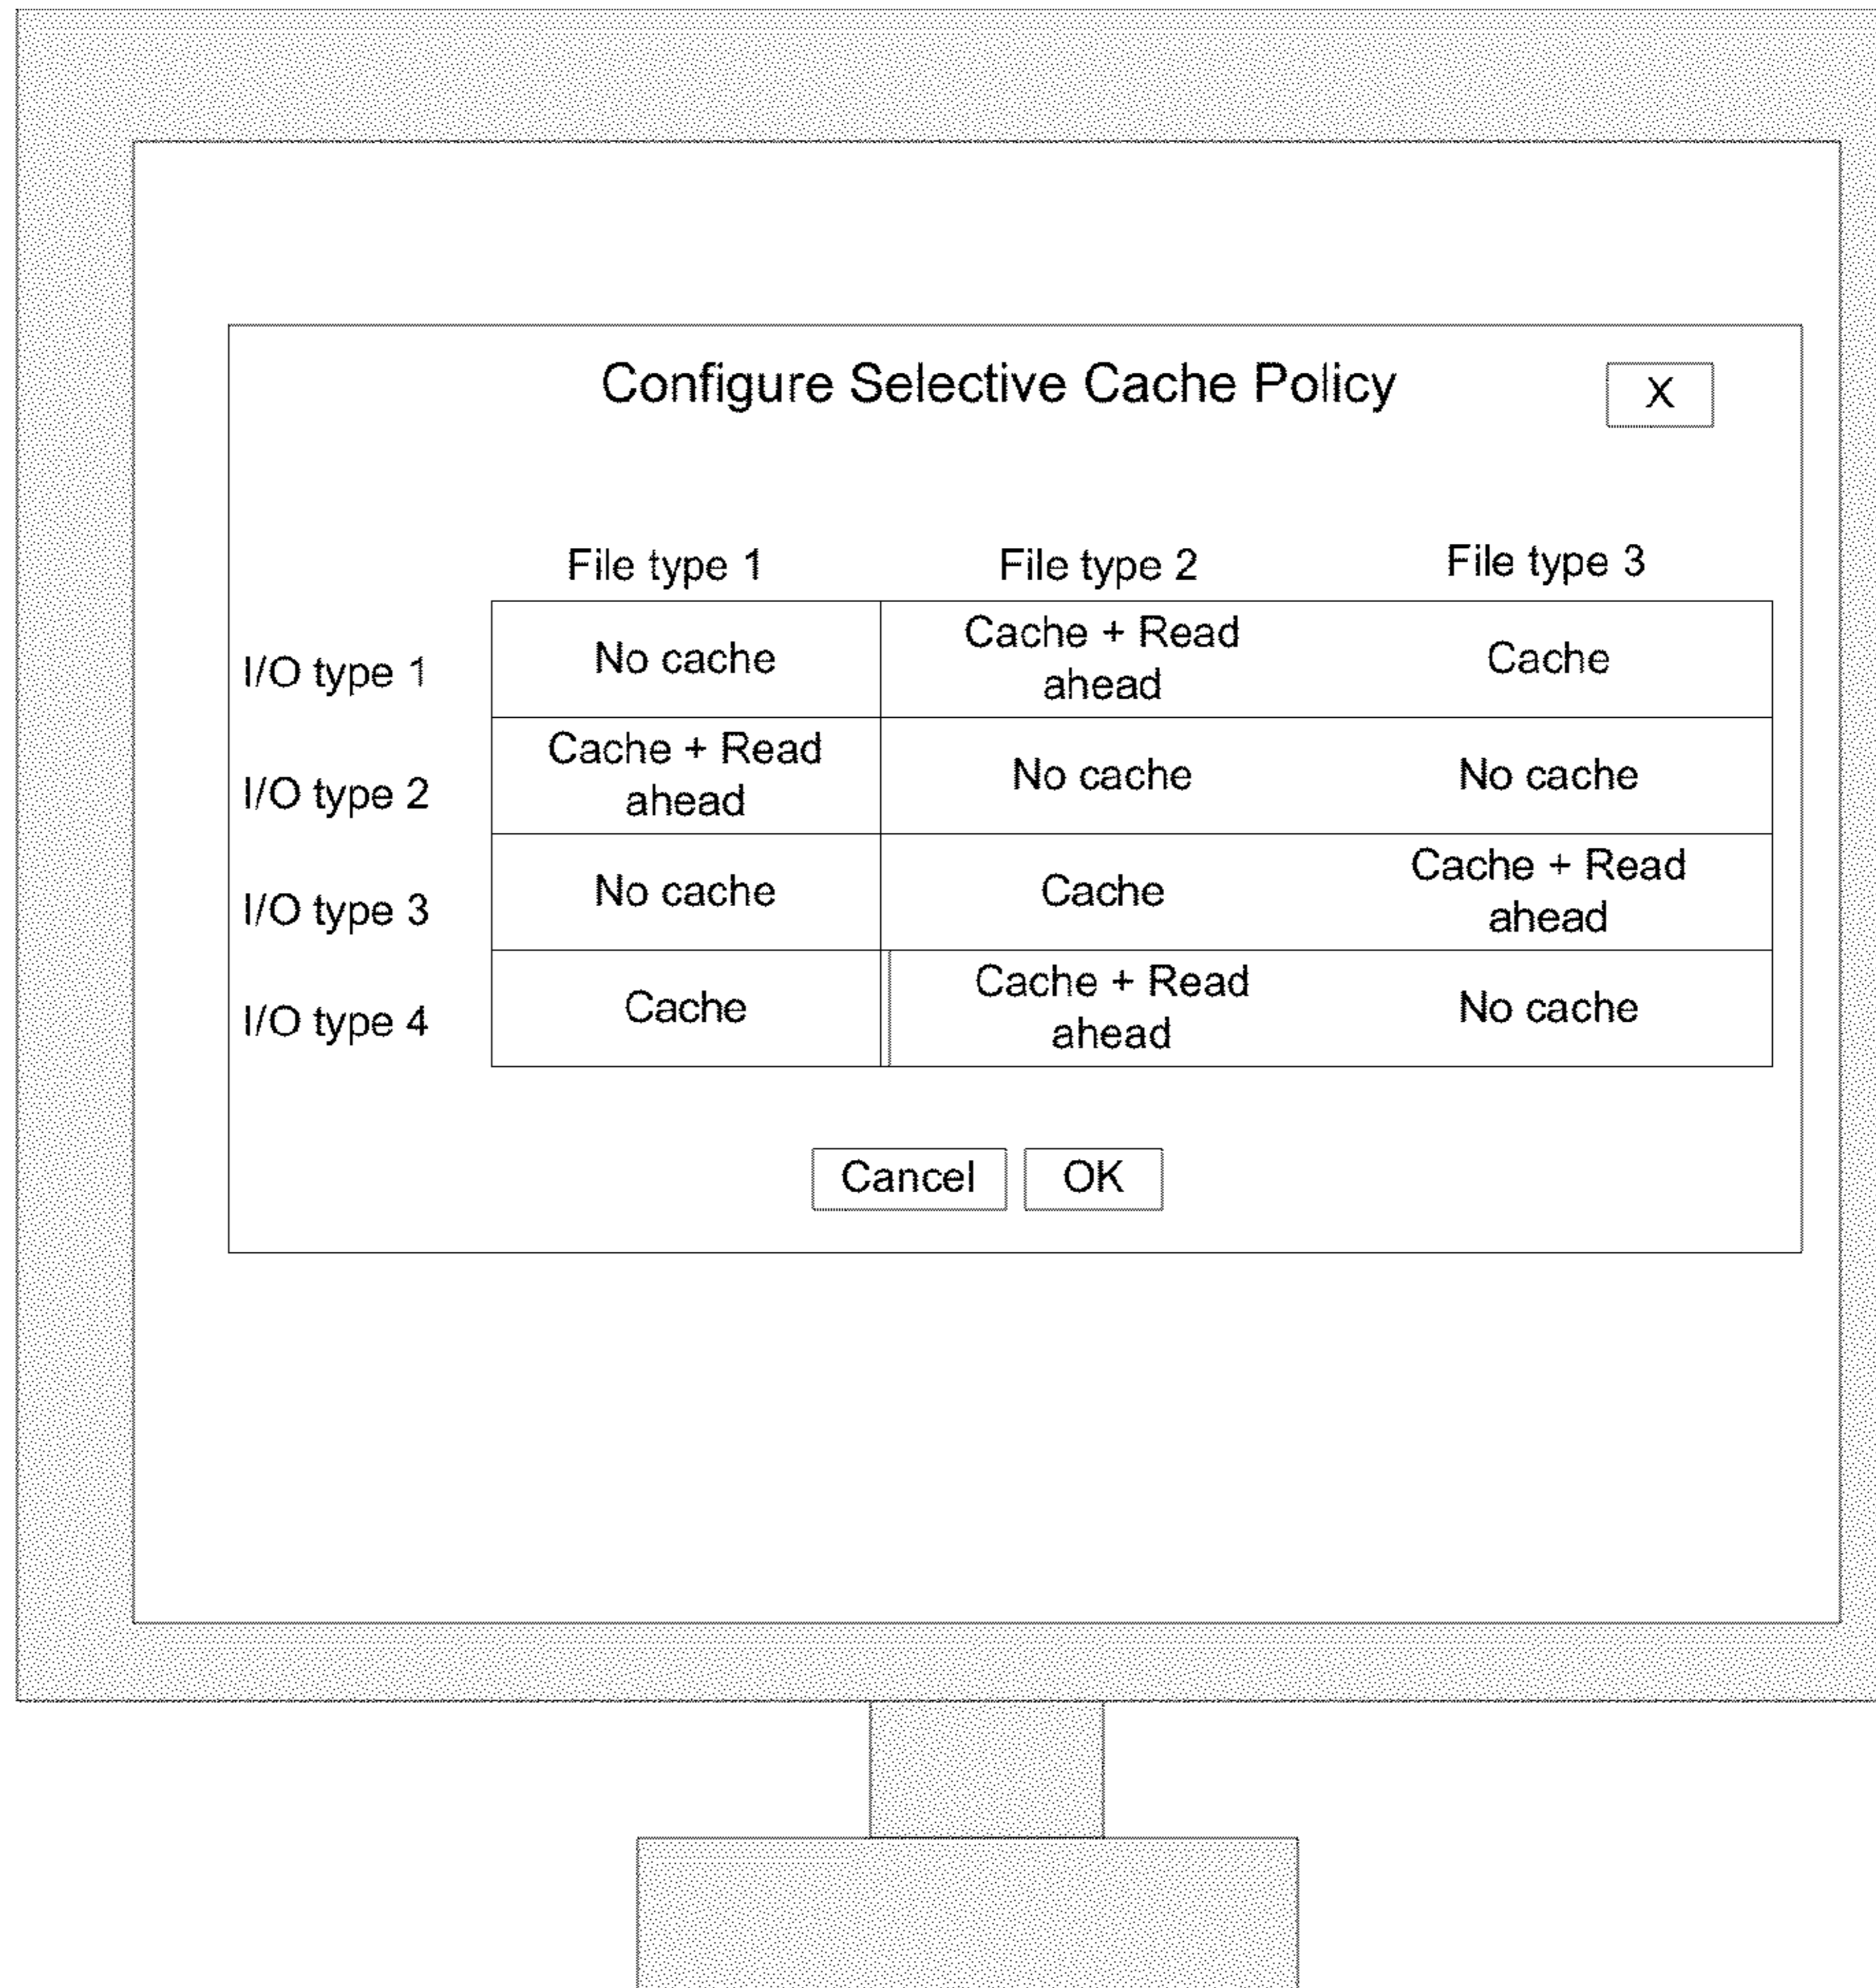 Configure Selective Cache Policy X
File type 1 File type 2 File type 3
I/O type 1 No cache Cache + Read ahead Cache
I/O type 2 Cache + Read ahead No cache No cache
I/O type 3 No cache Cache Cache + Read ahead
I/O type 4 Cache Cache + Read ahead No cache
Cancel OK